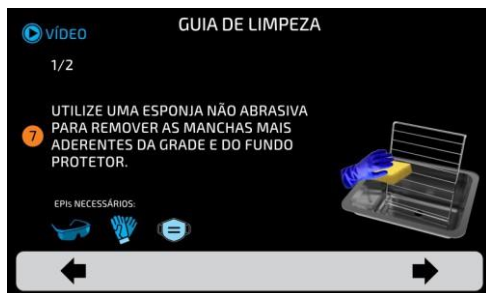 VÍDEO
GUIA DE LIMPEZA
1/2
7
UTILIZE UMA ESPONJA NÃO ABRASIVA
PARA REMOVER AS MANCHAS MAIS
ADERENTES DA GRADE E DO FUNDO
PROTETOR.
EPIs NECESSÁRIOS: